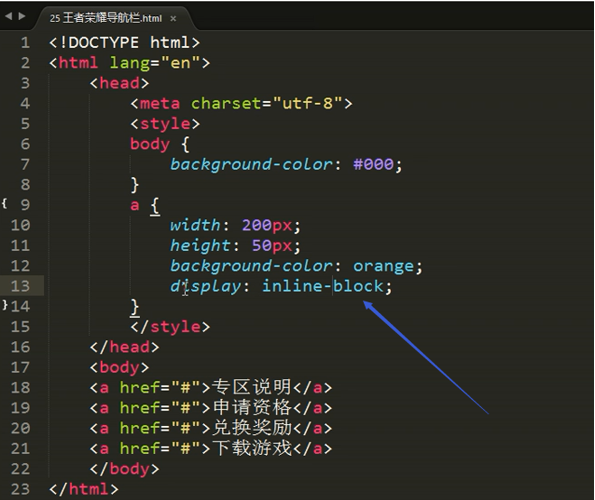 25 王者荣耀导航栏.html ×
1 <!DOCTYPE html>
2 <html lang="en">
3 <head>
4 <meta charset="utf-8">
5 <style>
6 body {
7 background-color: #000;
8 }
{ 9 a {
10 width: 200px;
11 height: 50px;
12 background-color: orange;
13 display: inline-block;
} 14 }
15 </style>
16 </head>
17 <body>
18 <a href="#">专区说明</a>
19 <a href="#">申请资格</a>
20 <a href="#">兑换奖励</a>
21 <a href="#">下载游戏</a>
22 </body>
23 </html>